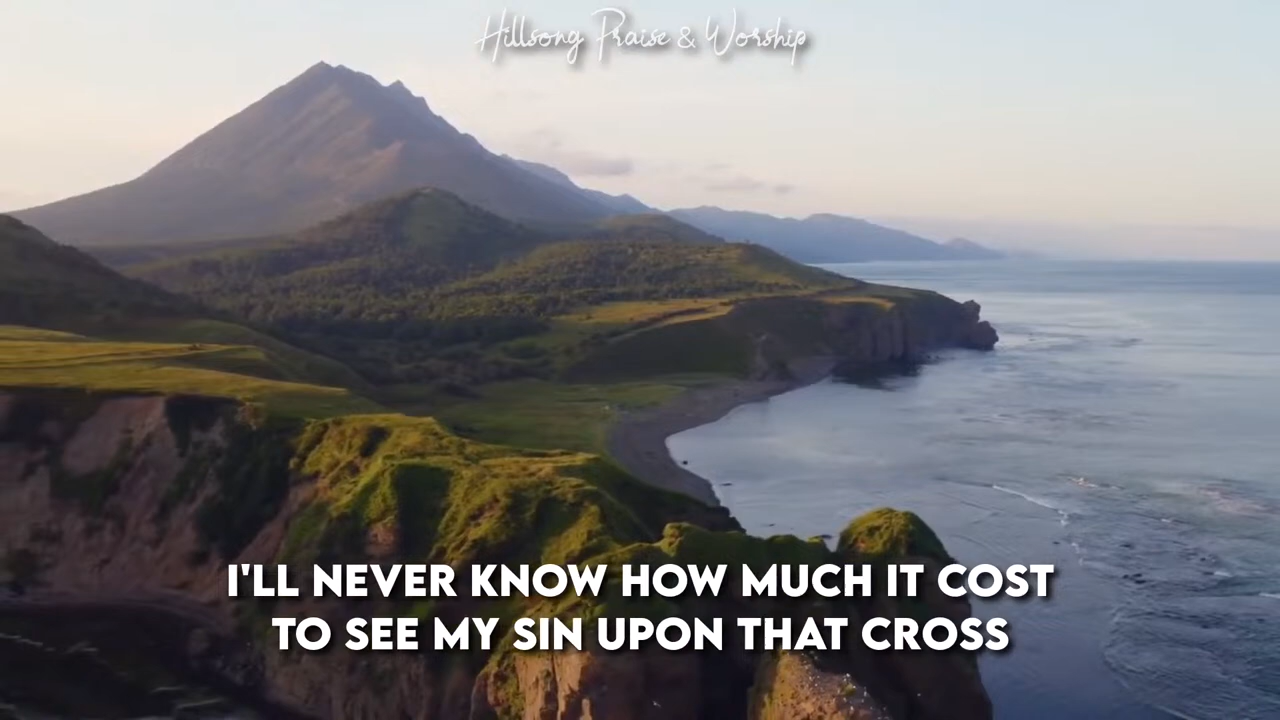 Hillsong Praise & Worship
I'LL NEVER KNOW HOW MUCH IT COST
TO SEE MY SIN UPON THAT CROSS